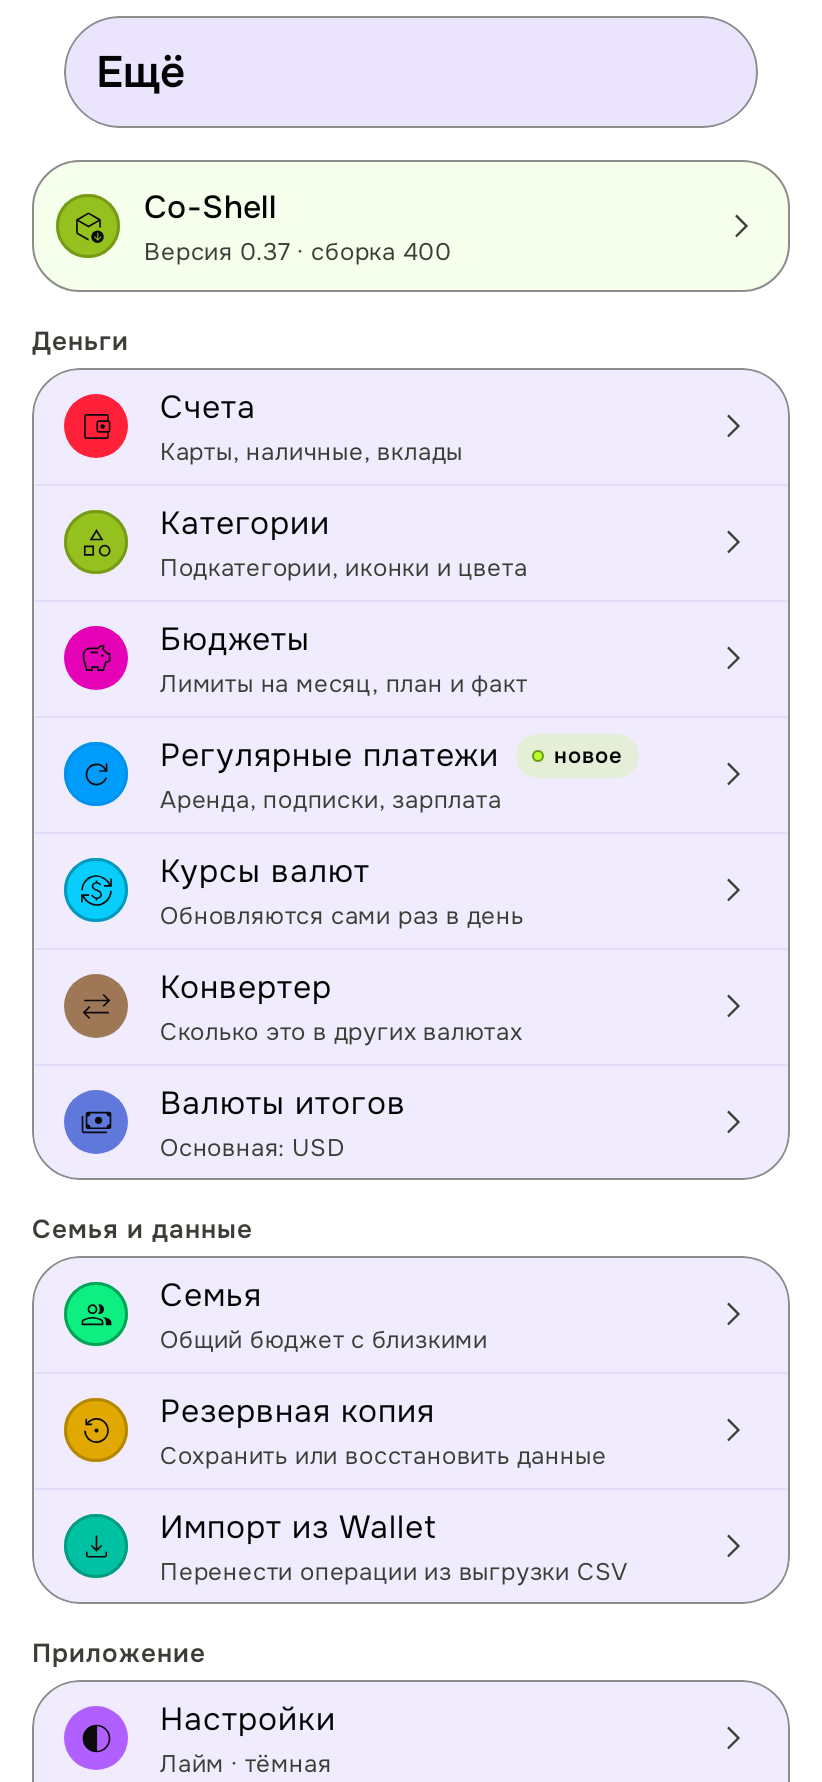 Ещё
Co-Shell
Версия 0.37 · сборка 400
Деньги
Счета
Карты, наличные, вклады
Категории
Подкатегории, иконки и цвета
Бюджеты
Лимиты на месяц, план и факт
Регулярные платежи новое
Аренда, подписки, зарплата
Курсы валют
Обновляются сами раз в день
Конвертер
Сколько это в других валютах
Валюты итогов
Основная: USD
Семья и данные
Семья
Общий бюджет с близкими
Резервная копия
Сохранить или восстановить данные
Импорт из Wallet
Перенести операции из выгрузки CSV
Приложение
Настройки
Лайм · тёмная